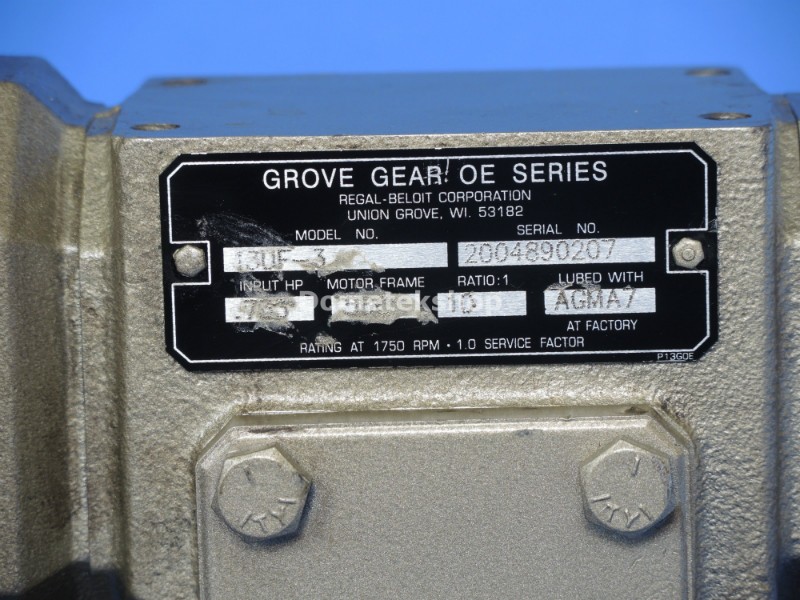 GROVE GEAR OE SERIES
REGAL-BELOIT CORPORATION
UNION GROVE, WI. 53182
MODEL NO. SERIAL NO.
2004890207
INPUT HP MOTOR FRAME RATIO:1 LUBED WITH
10 AGMA7
AT FACTORY
RATING AT 1750 RPM · 1.0 SERVICE FACTOR
P13GOE